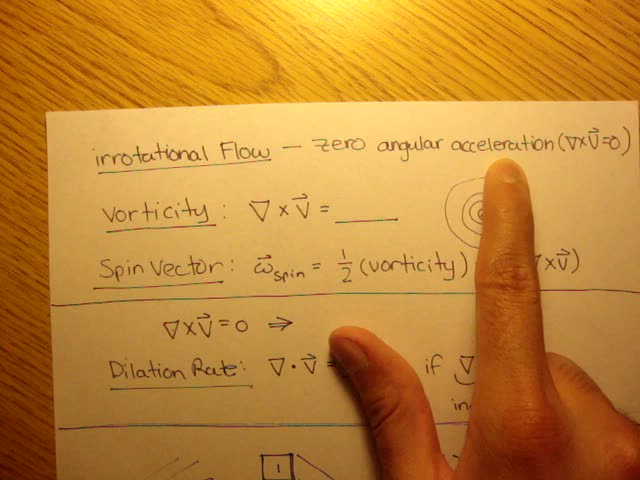 irrotational Flow — zero angular acceleration (∇×V⃗=0)
Vorticity: ∇×V⃗ = ____
Spin Vector: ω⃗spin = ½ (vorticity) ∇×V⃗)
∇×V⃗=0 ⇒
Dilation Rate: ∇·V⃗ = if ∇
1